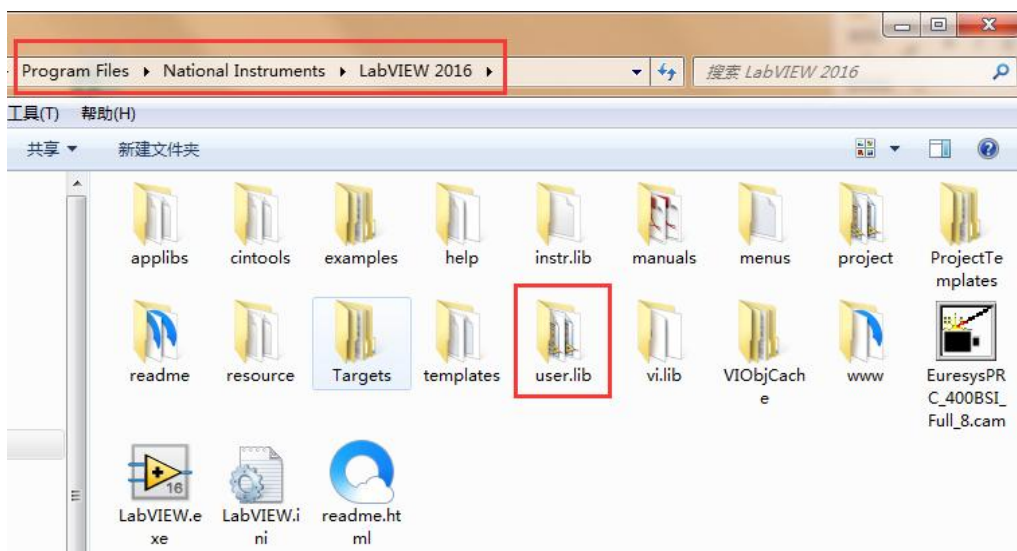 Program Files ▸ National Instruments ▸ LabVIEW 2016 ▸
搜索 LabVIEW 2016
工具(T) 帮助(H)
共享 新建文件夹
applibs cintools examples help instr.lib manuals menus project ProjectTe
mplates
readme resource Targets templates user.lib vi.lib VIObjCach www EuresysPR
e C_400BSI_
Full_8.cam
16
LabVIEW.e LabVIEW.i readme.ht
xe ni ml